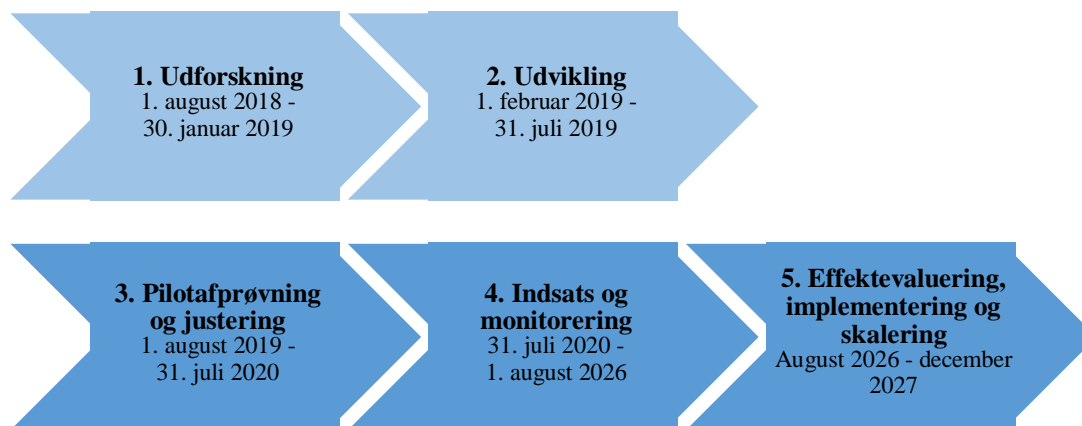 1. Udforskning
1. august 2018 -
30. januar 2019
2. Udvikling
1. februar 2019 -
31. juli 2019
3. Pilotafprøvning
og justering
1. august 2019 -
31. juli 2020
4. Indsats og
monitorering
31. juli 2020 -
1. august 2026
5. Effektevaluering,
implementering og
skalering
August 2026 - december
2027